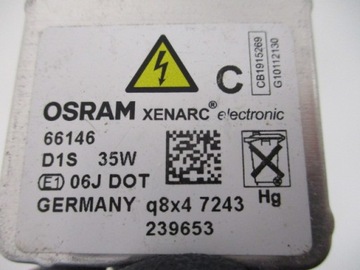 C
CB1915269
G10112130
OSRAM XENARC® electronic
66146
D1S 35W
E1 06J DOT
Hg
GERMANY q8x4 7243
239653